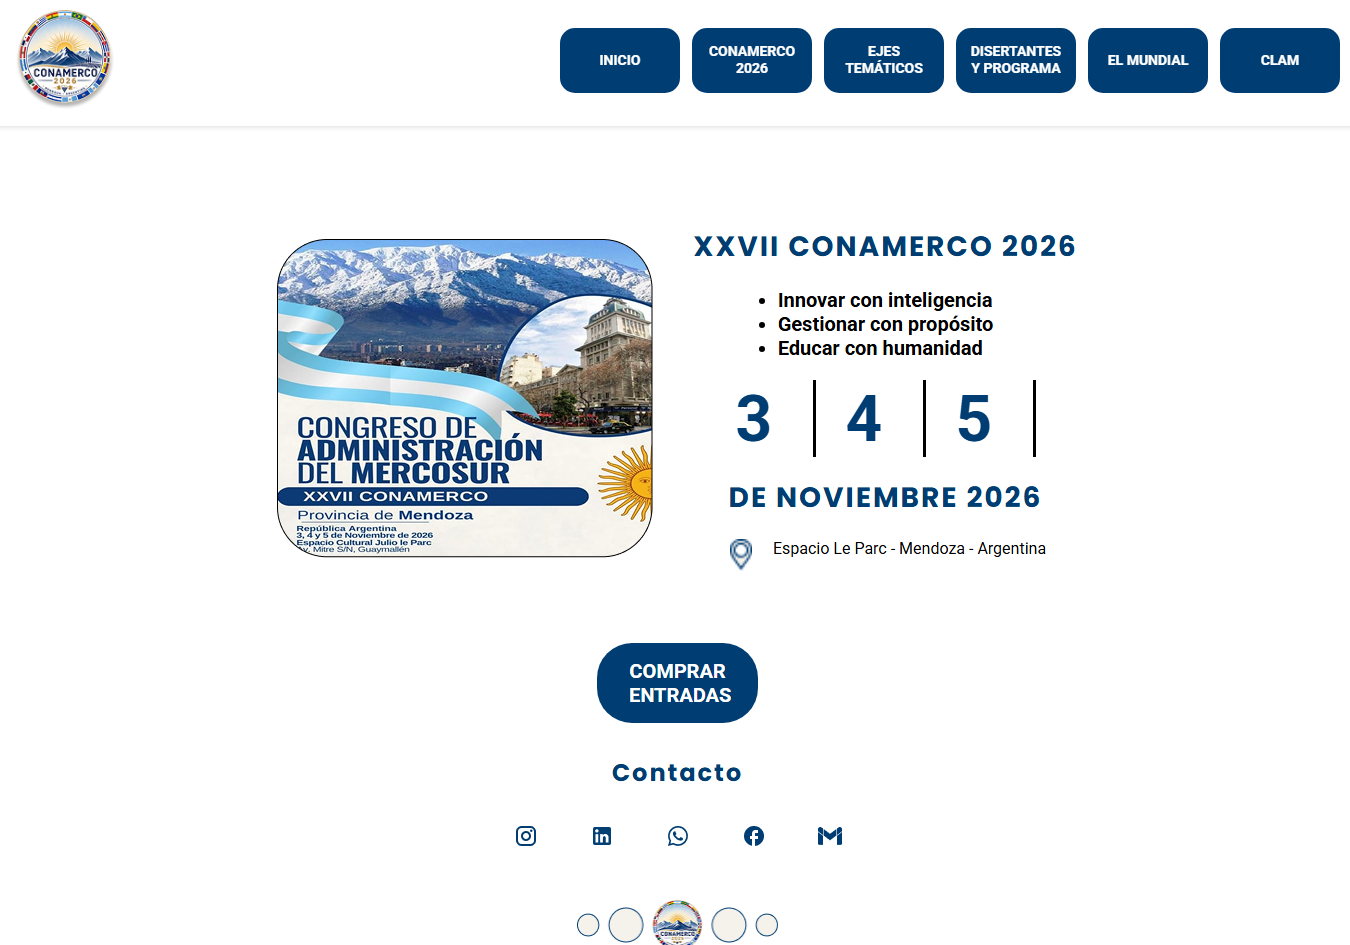 CONAMERCO
2026
INICIO
CONAMERCO
2026
EJES
TEMÁTICOS
DISERTANTES
Y PROGRAMA
EL MUNDIAL
CLAM
CONGRESO DE
ADMINISTRACIÓN
DEL MERCOSUR
XXVII CONAMERCO
Provincia de Mendoza
República Argentina
3, 4 y 5 de Noviembre de 2026
Espacio Cultural Julio le Parc
Av. Mitre S/N, Guaymallén
XXVII CONAMERCO 2026
• Innovar con inteligencia
• Gestionar con propósito
• Educar con humanidad
3 4 5
DE NOVIEMBRE 2026
Espacio Le Parc - Mendoza - Argentina
COMPRAR
ENTRADAS
Contacto
CONAMERCO